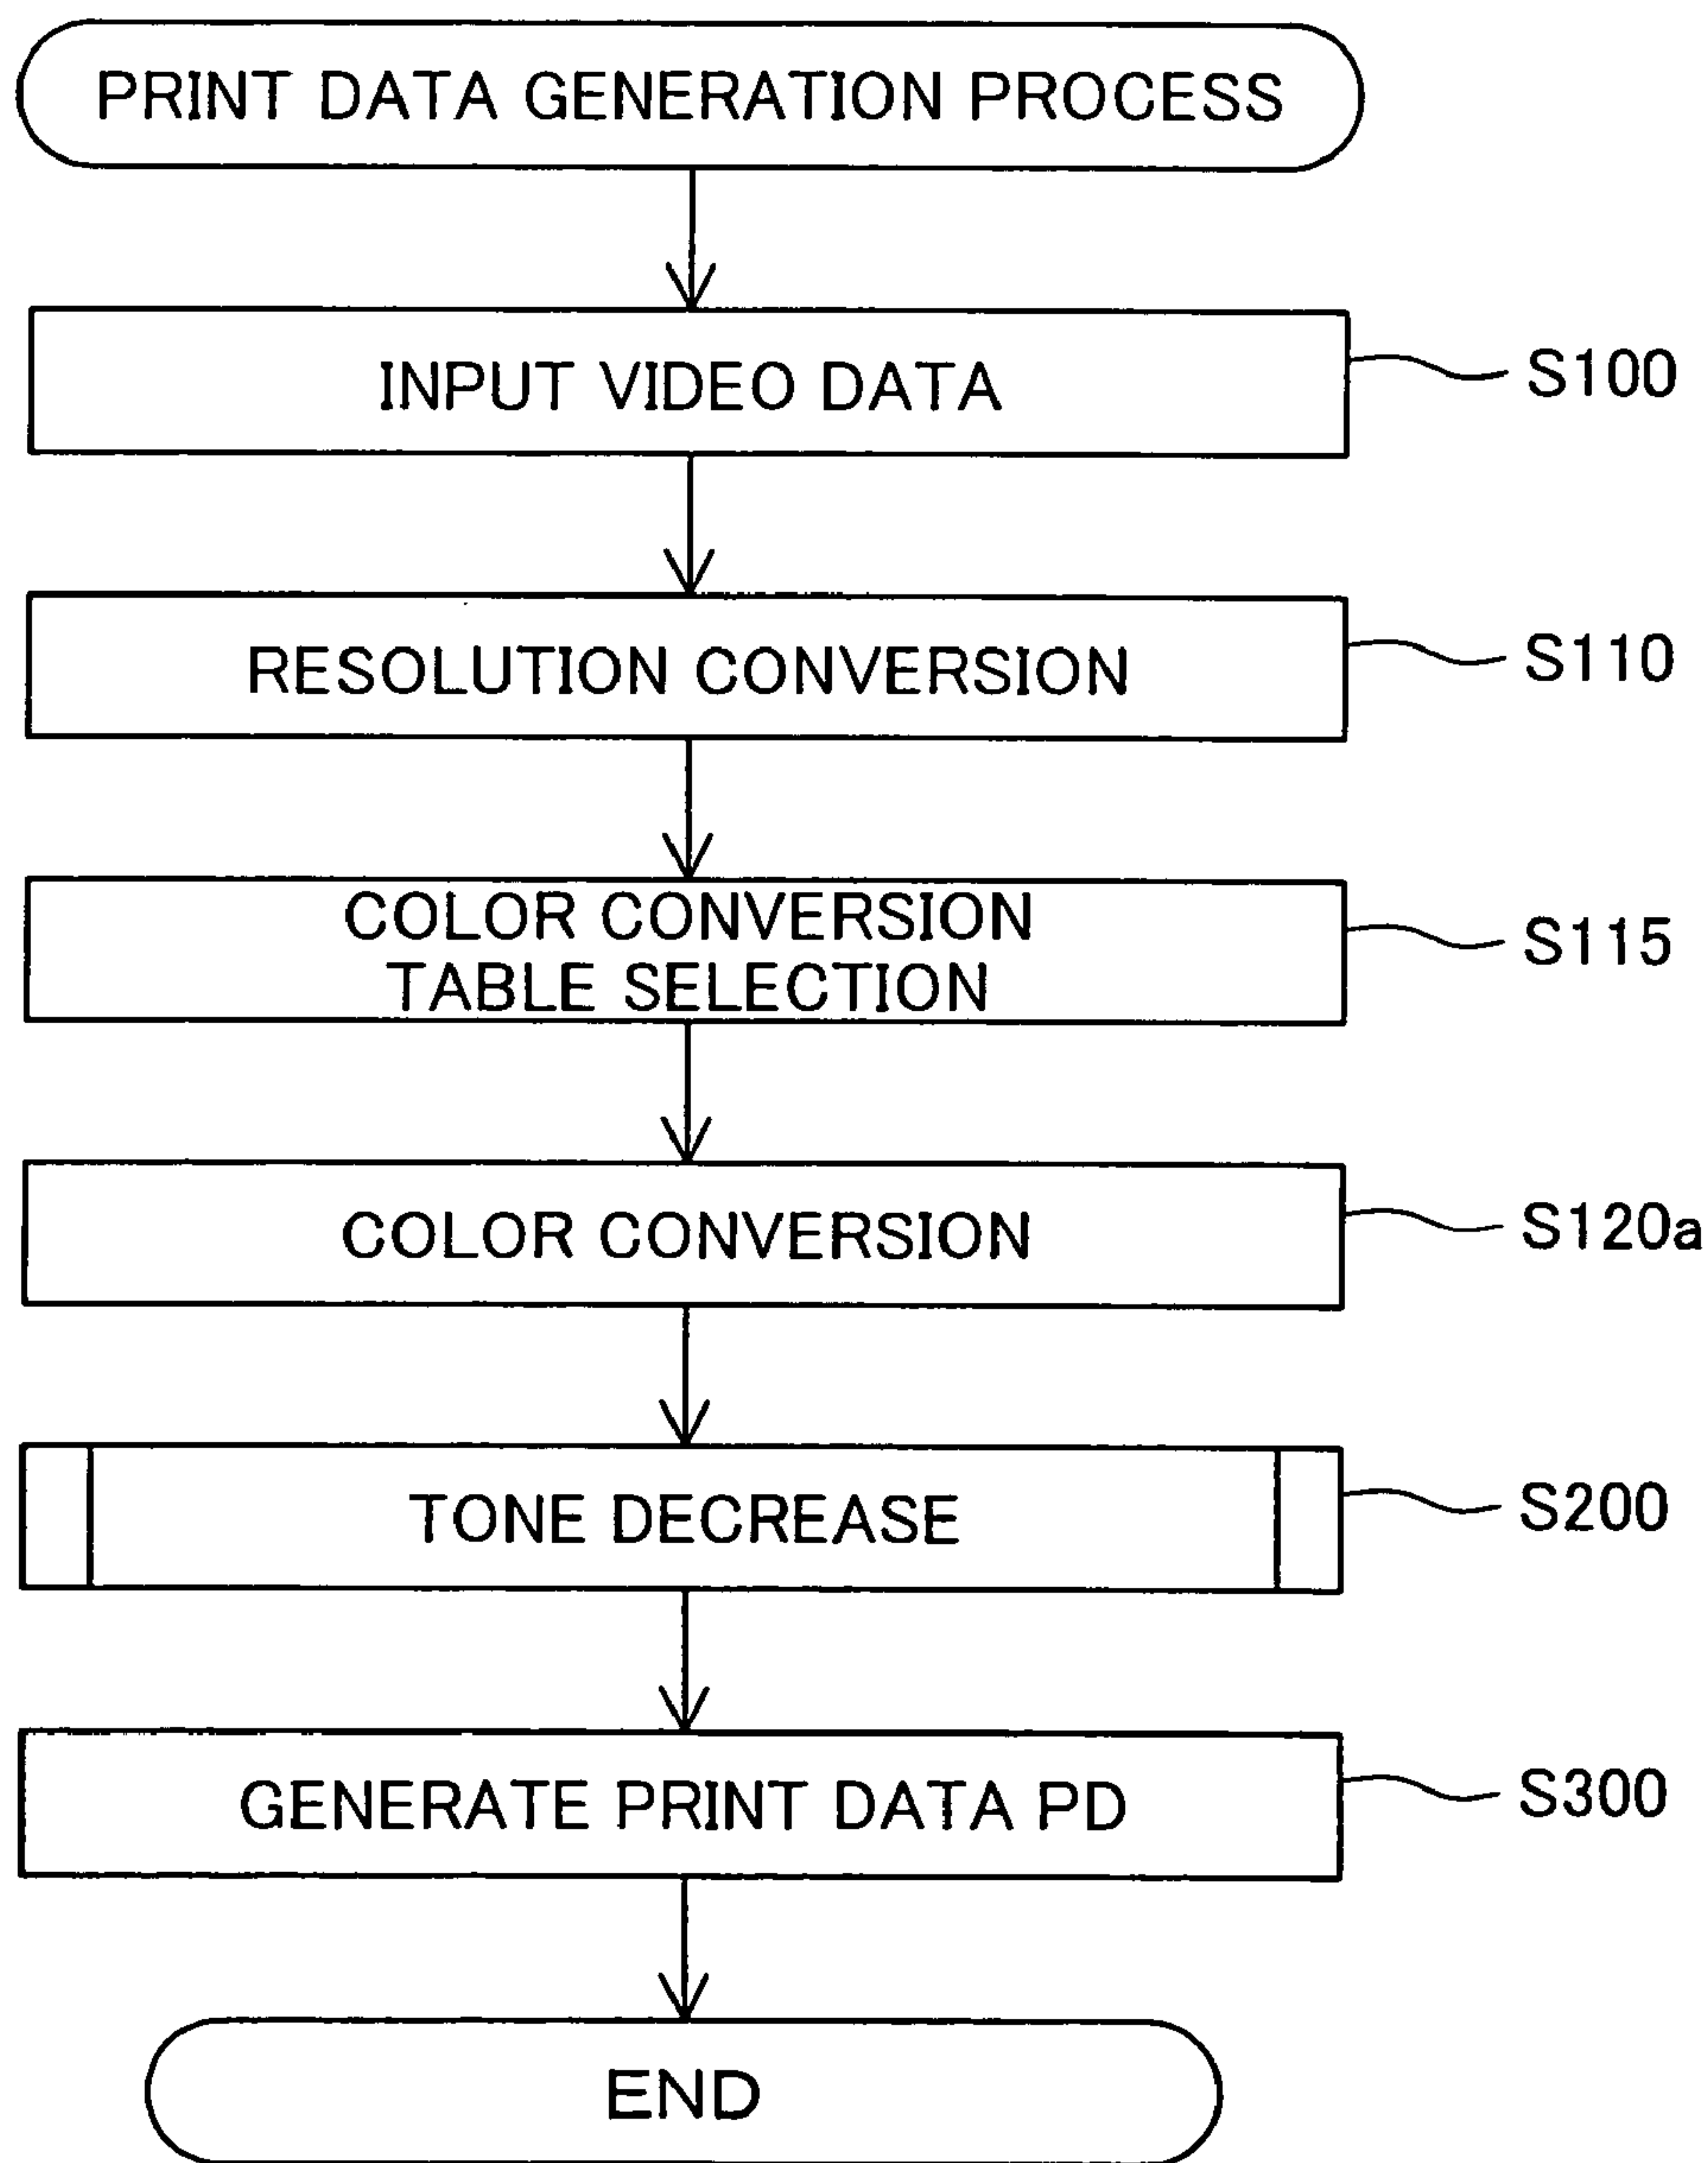 PRINT DATA GENERATION PROCESS
INPUT VIDEO DATA
S100
RESOLUTION CONVERSION
S110
COLOR CONVERSION
TABLE SELECTION
S115
COLOR CONVERSION
S120a
TONE DECREASE
S200
GENERATE PRINT DATA PD
S300
END